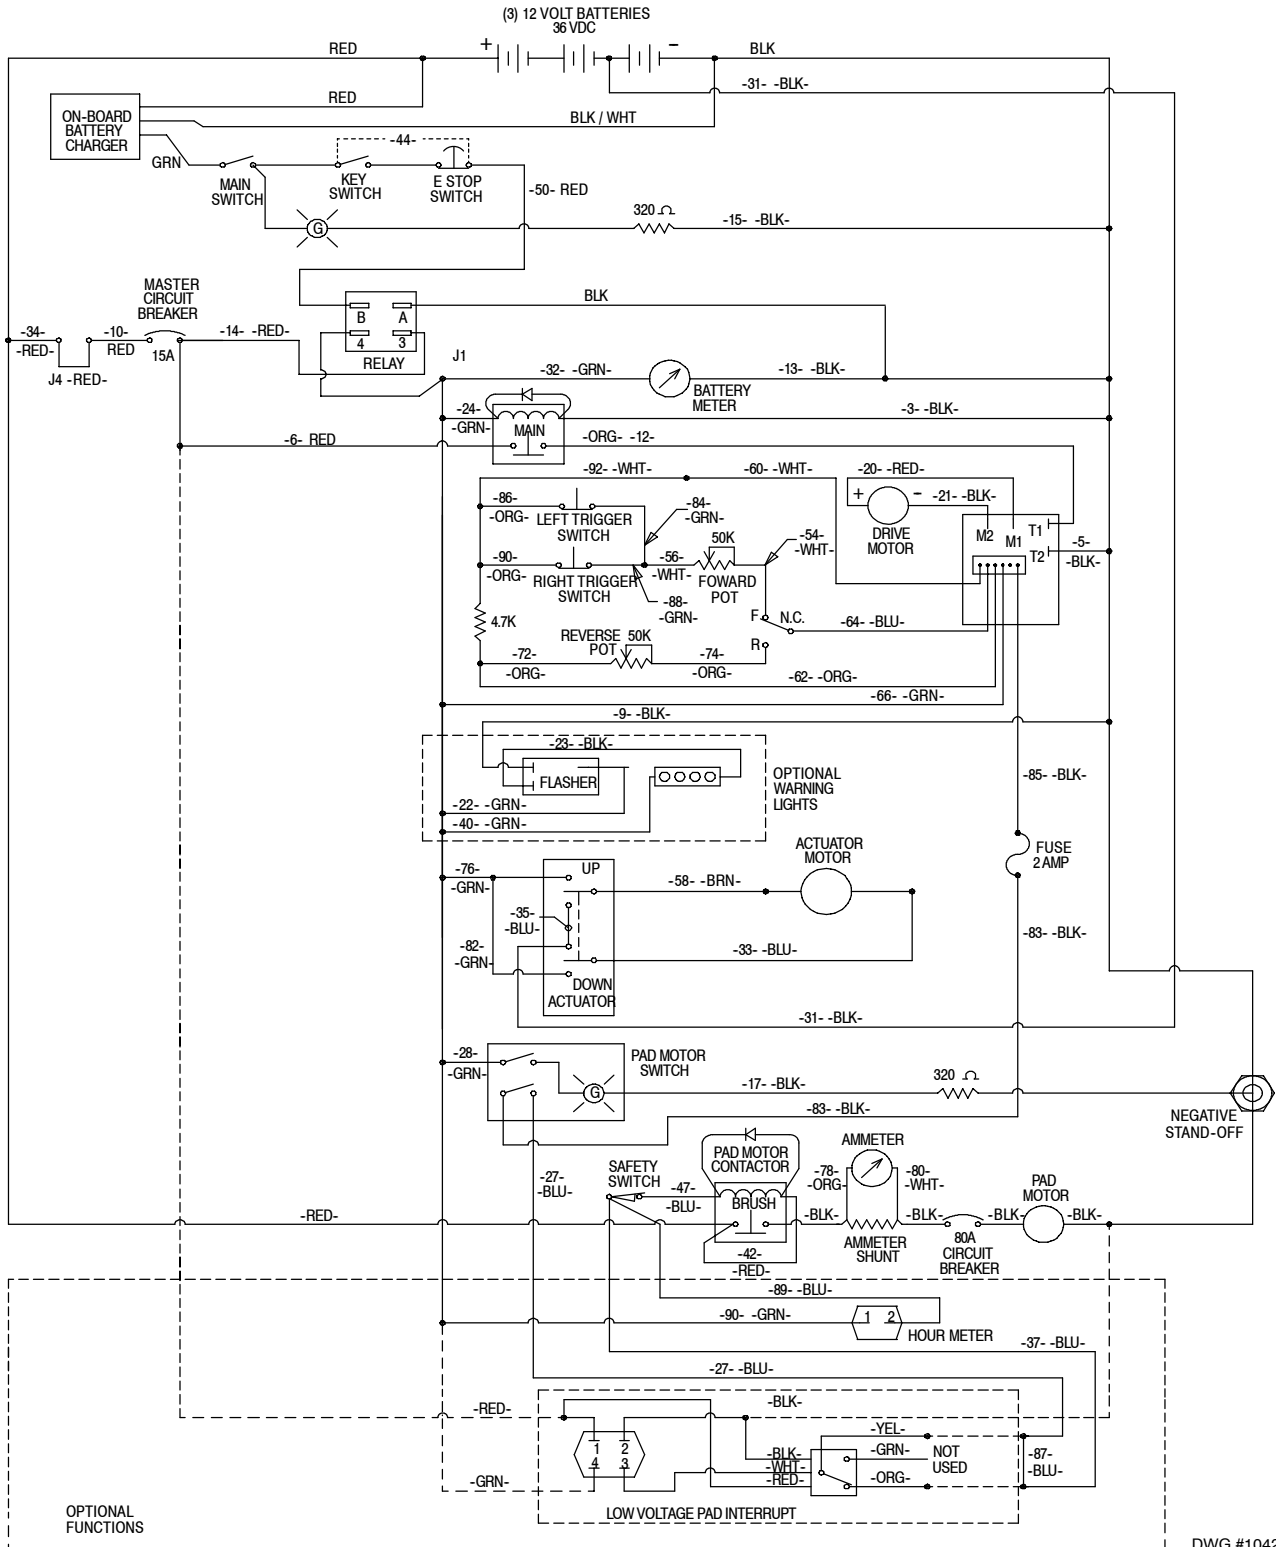 (3) 12 VOLT BATTERIES
36 VDC
+
−
RED
BLK
-31- -BLK-
RED
ON-BOARD
BATTERY
CHARGER
BLK / WHT
GRN
-44-
MAIN
SWITCH
KEY
SWITCH
E STOP
SWITCH
-50- RED
G
320 Ω
-15- -BLK-
MASTER
CIRCUIT
BREAKER
BLK
B
A
4
3
RELAY
-34-
-RED-
-10-
RED
15A
-14- -RED-
J4 -RED-
J1
-32- -GRN-
-13- -BLK-
BATTERY
METER
-24-
-GRN-
MAIN
-3- -BLK-
-6- RED
-ORG- -12-
-92- -WHT-
-60- -WHT-
-20- -RED-
+
−
-21- -BLK-
DRIVE
MOTOR
M2
M1
T1
T2
-5-
-BLK-
-86-
-ORG-
LEFT TRIGGER
SWITCH
-84-
-GRN-
50K
-54-
-WHT-
-90-
-ORG-
RIGHT TRIGGER
SWITCH
-56-
-WHT-
FOWARD
POT
-88-
-GRN-
4.7K
F
N.C.
R
-64- -BLU-
REVERSE
POT
50K
-72-
-ORG-
-74-
-ORG-
-62- -ORG-
-66- -GRN-
-9- -BLK-
-23- -BLK-
FLASHER
OPTIONAL
WARNING
LIGHTS
-22- -GRN-
-40- -GRN-
-85- -BLK-
FUSE
2 AMP
-83- -BLK-
ACTUATOR
MOTOR
-76-
-GRN-
UP
-58- -BRN-
-35-
-BLU-
-82-
-GRN-
-33- -BLU-
DOWN
ACTUATOR
-31- -BLK-
-28-
-GRN-
PAD MOTOR
SWITCH
G
-17- -BLK-
320 Ω
-83- -BLK-
NEGATIVE
STAND-OFF
-27-
-BLU-
SAFETY
SWITCH
-47-
-BLU-
PAD MOTOR
CONTACTOR
BRUSH
AMMETER
-78-
-ORG-
-80-
-WHT-
PAD
MOTOR
-RED-
-BLK-
-BLK-
-BLK-
-BLK-
AMMETER
SHUNT
80A
CIRCUIT
BREAKER
-42-
-RED-
-89- -BLU-
-90- -GRN-
1 2
HOUR METER
-37- -BLU-
-27- -BLU-
-RED-
-BLK-
1 2
4 3
-BLK-
-WHT-
-RED-
-YEL-
-GRN-
-ORG-
NOT
USED
-87-
-BLU-
-GRN-
LOW VOLTAGE PAD INTERRUPT
OPTIONAL
FUNCTIONS
DWG #1042